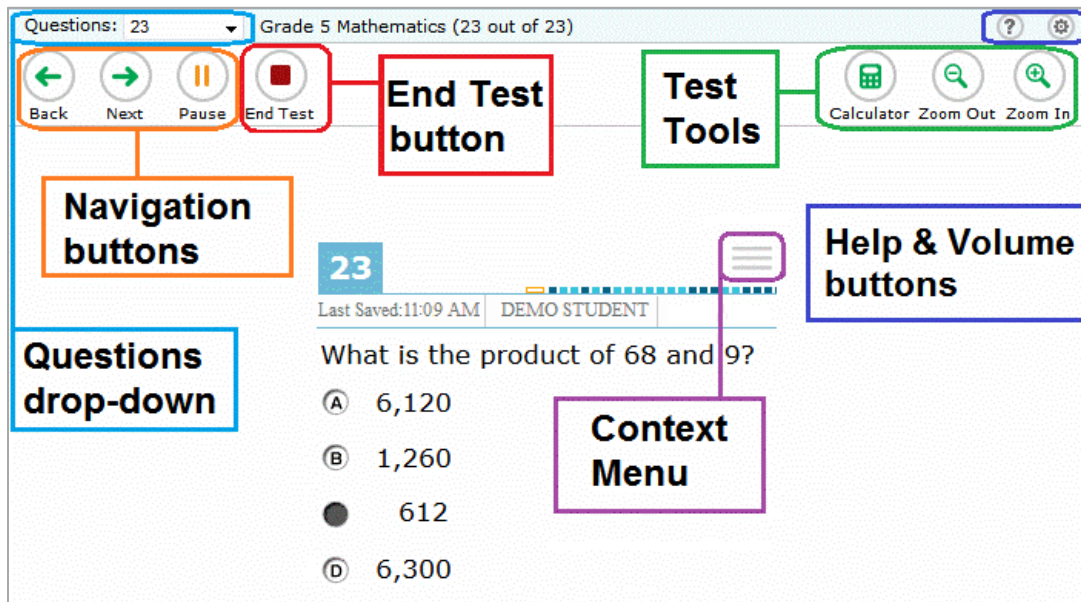 Questions: 23
Grade 5 Mathematics (23 out of 23)
?
Back
Next
Pause
End Test
End Test
button
Test
Tools
Calculator
Zoom Out
Zoom In
Navigation
buttons
Help & Volume
buttons
23
Last Saved:11:09 AM
DEMO STUDENT
Questions
drop-down
What is the product of 68 and 9?
A 6,120
B 1,260
612
D 6,300
Context
Menu